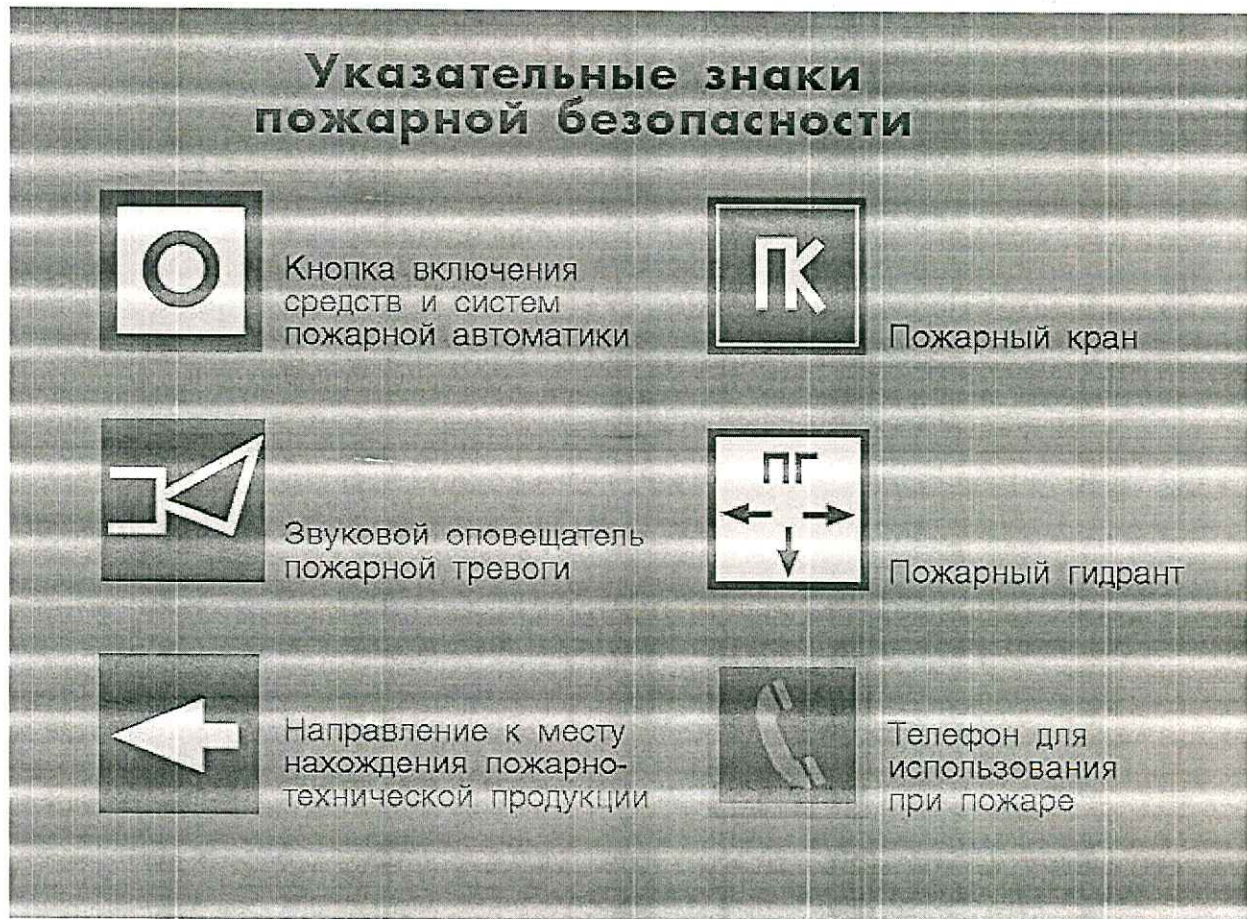 Указательные знаки
пожарной безопасности
Кнопка включения
средств и систем
пожарной автоматики
ПК
Пожарный кран
Звуковой оповещатель
пожарной тревоги
ПГ
Пожарный гидрант
Направление к месту
нахождения пожарно-
технической продукции
Телефон для
использования
при пожаре